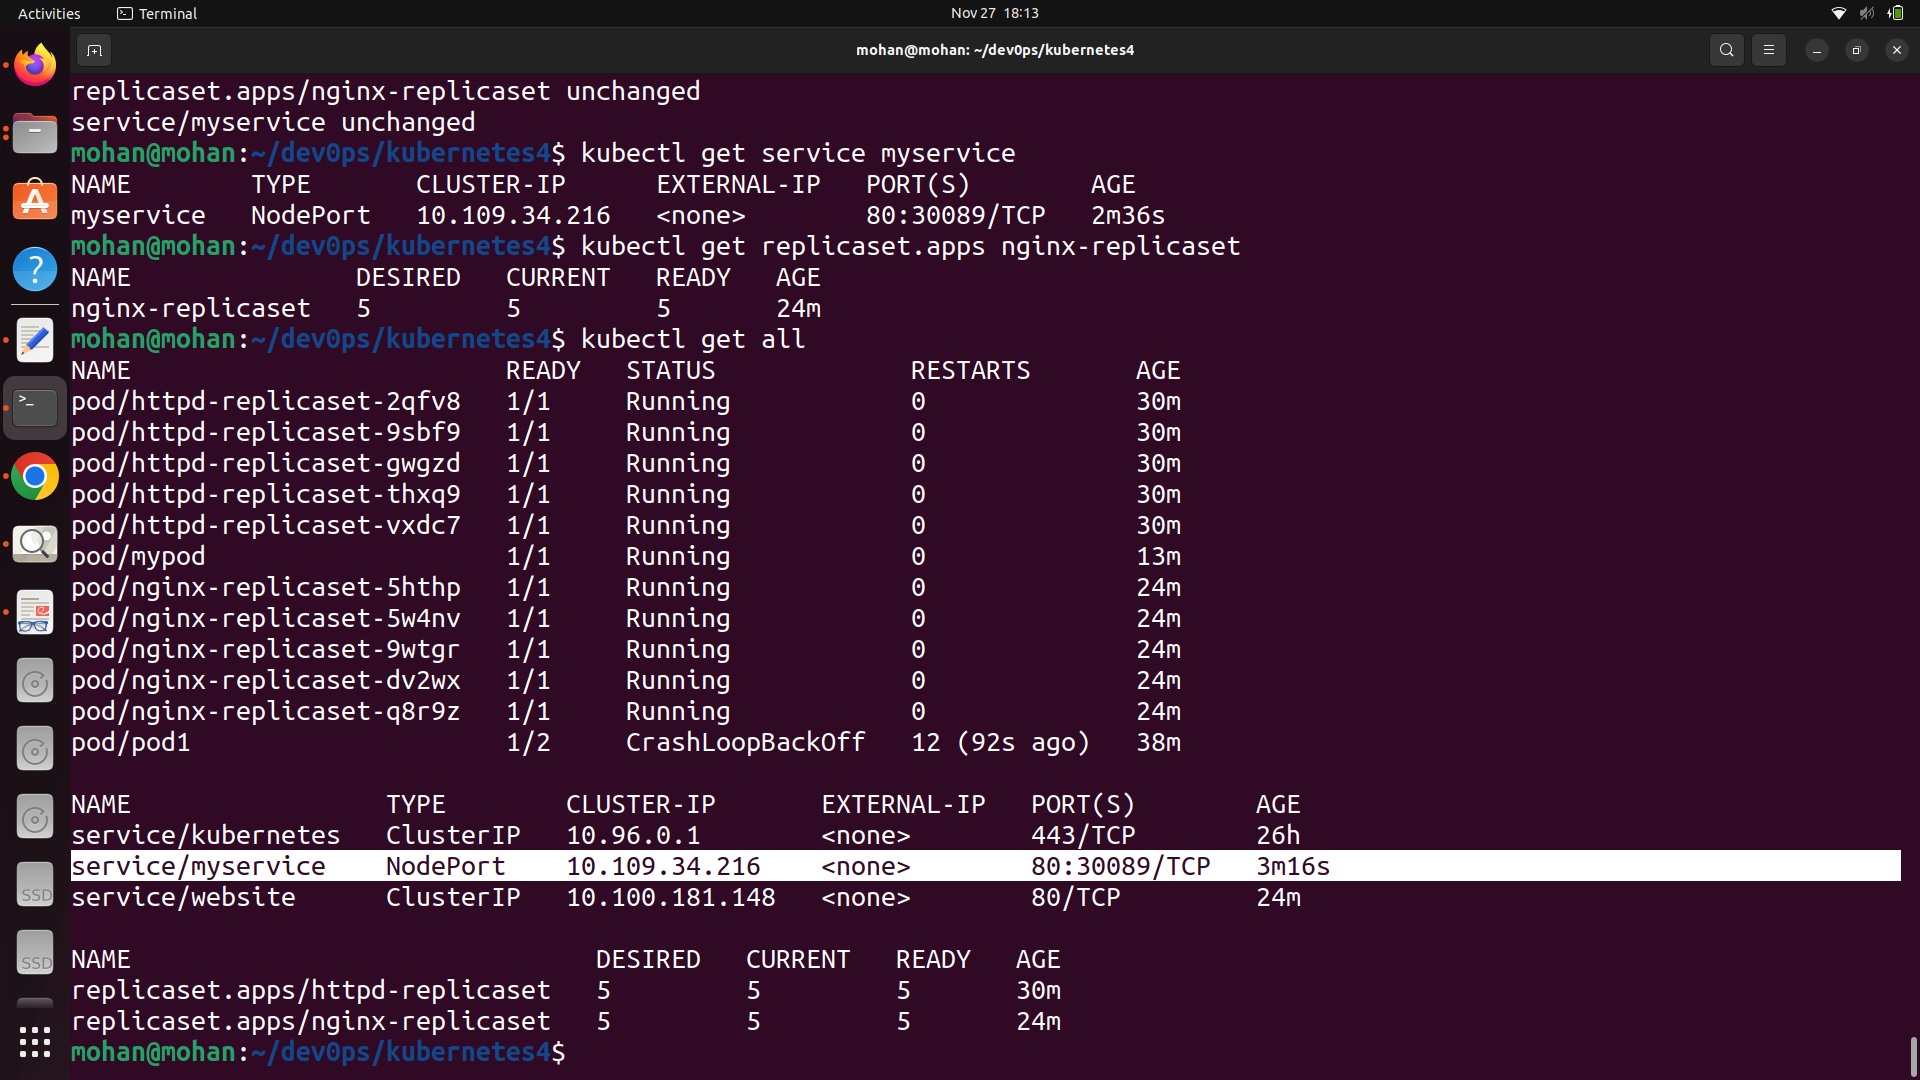 Activities Terminal Nov 27 18:13
mohan@mohan: ~/dev0ps/kubernetes4
replicaset.apps/nginx-replicaset unchanged
service/myservice unchanged
mohan@mohan:~/dev0ps/kubernetes4$ kubectl get service myservice
NAME TYPE CLUSTER-IP EXTERNAL-IP PORT(S) AGE
myservice NodePort 10.109.34.216 <none> 80:30089/TCP 2m36s
mohan@mohan:~/dev0ps/kubernetes4$ kubectl get replicaset.apps nginx-replicaset
NAME DESIRED CURRENT READY AGE
nginx-replicaset 5 5 5 24m
mohan@mohan:~/dev0ps/kubernetes4$ kubectl get all
NAME READY STATUS RESTARTS AGE
pod/httpd-replicaset-2qfv8 1/1 Running 0 30m
pod/httpd-replicaset-9sbf9 1/1 Running 0 30m
pod/httpd-replicaset-gwgzd 1/1 Running 0 30m
pod/httpd-replicaset-thxq9 1/1 Running 0 30m
pod/httpd-replicaset-vxdc7 1/1 Running 0 30m
pod/mypod 1/1 Running 0 13m
pod/nginx-replicaset-5hthp 1/1 Running 0 24m
pod/nginx-replicaset-5w4nv 1/1 Running 0 24m
pod/nginx-replicaset-9wtgr 1/1 Running 0 24m
pod/nginx-replicaset-dv2wx 1/1 Running 0 24m
pod/nginx-replicaset-q8r9z 1/1 Running 0 24m
pod/pod1 1/2 CrashLoopBackOff 12 (92s ago) 38m
NAME TYPE CLUSTER-IP EXTERNAL-IP PORT(S) AGE
service/kubernetes ClusterIP 10.96.0.1 <none> 443/TCP 26h
service/myservice NodePort 10.109.34.216 <none> 80:30089/TCP 3m16s
service/website ClusterIP 10.100.181.148 <none> 80/TCP 24m
NAME DESIRED CURRENT READY AGE
replicaset.apps/httpd-replicaset 5 5 5 30m
replicaset.apps/nginx-replicaset 5 5 5 24m
mohan@mohan:~/dev0ps/kubernetes4$
SSD
SSD